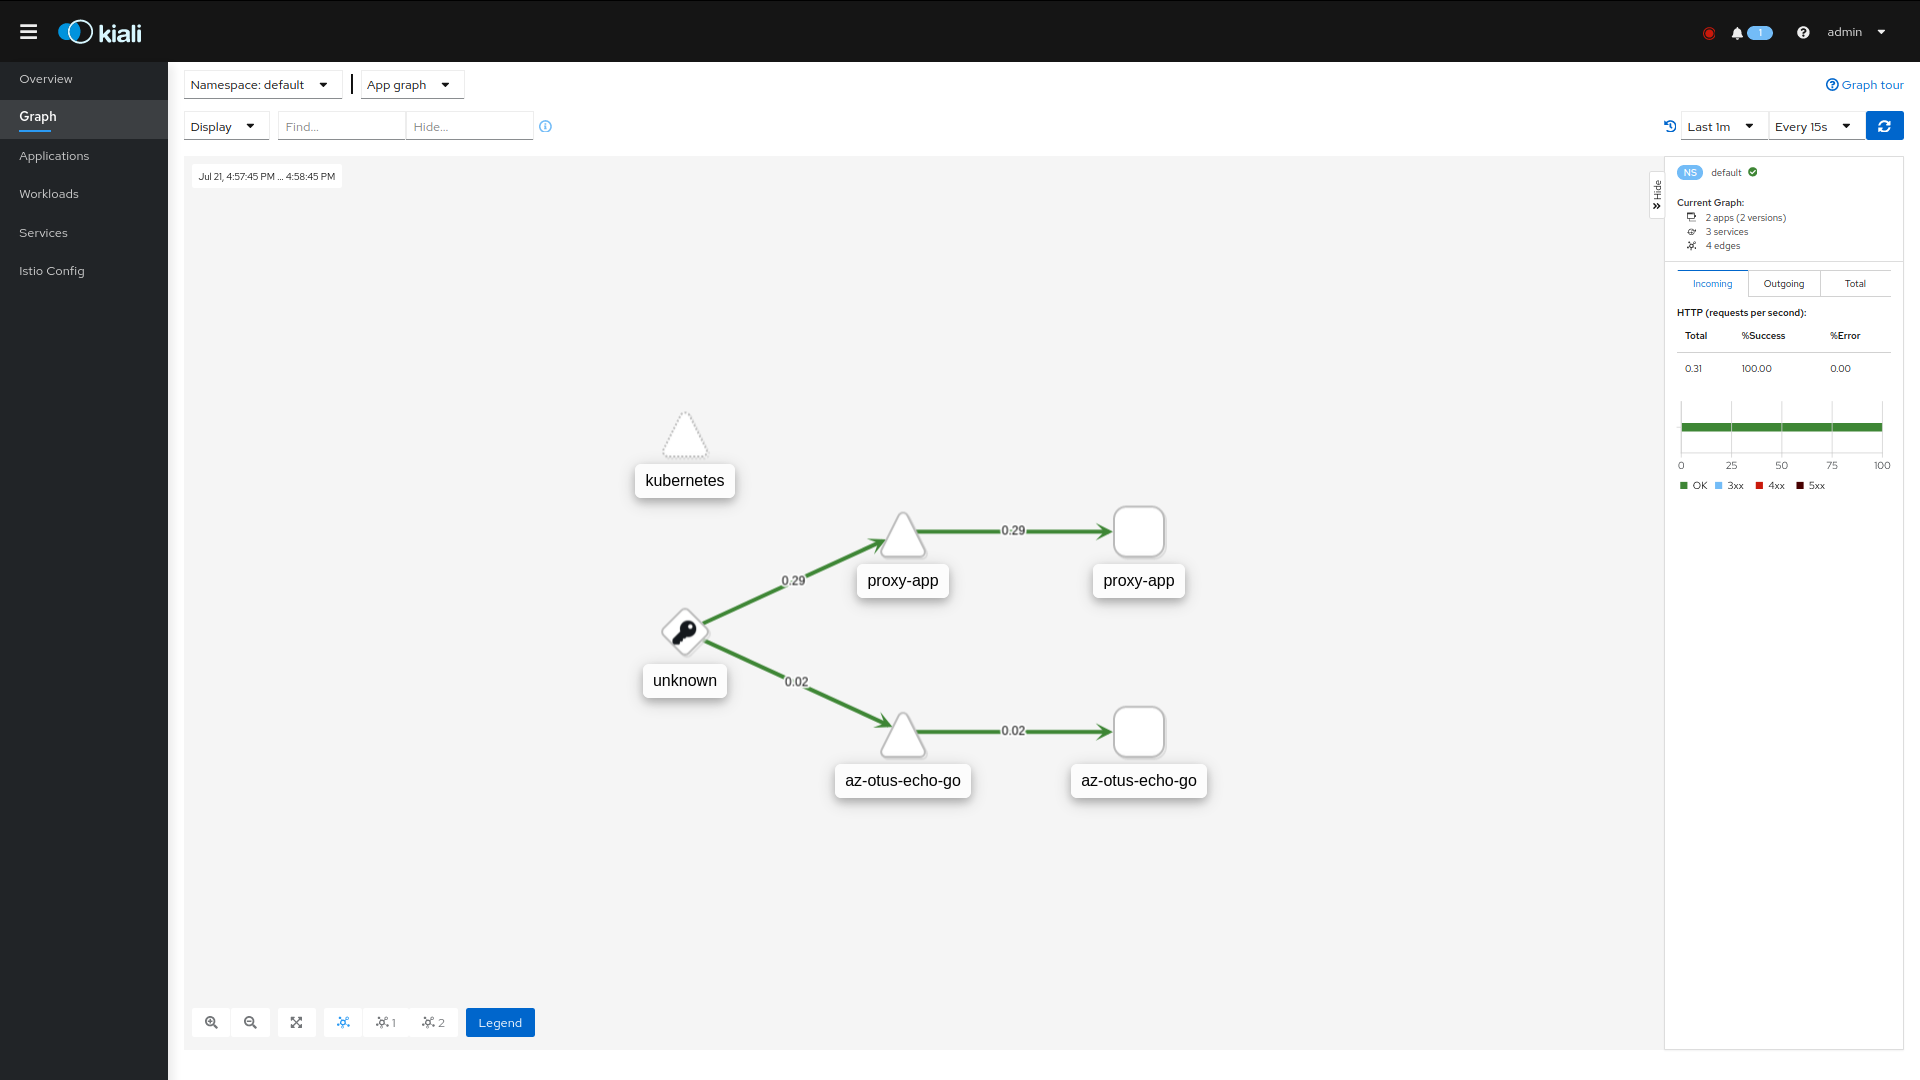 kiali
1
admin
Overview
Graph
Applications
Workloads
Services
Istio Config
Namespace: default
App graph
Graph tour
Display
Find...
Hide...
Last 1m
Every 15s
Jul 21, 4:57:45 PM ... 4:58:45 PM
Hide
NS default
Current Graph:
2 apps (2 versions)
3 services
4 edges
Incoming Outgoing Total
HTTP (requests per second):
Total %Success %Error
0.31 100.00 0.00
0 25 50 75 100
OK 3xx 4xx 5xx
kubernetes
0.29
0.29
proxy-app
proxy-app
unknown
0.02
0.02
az-otus-echo-go
az-otus-echo-go
1
2
Legend